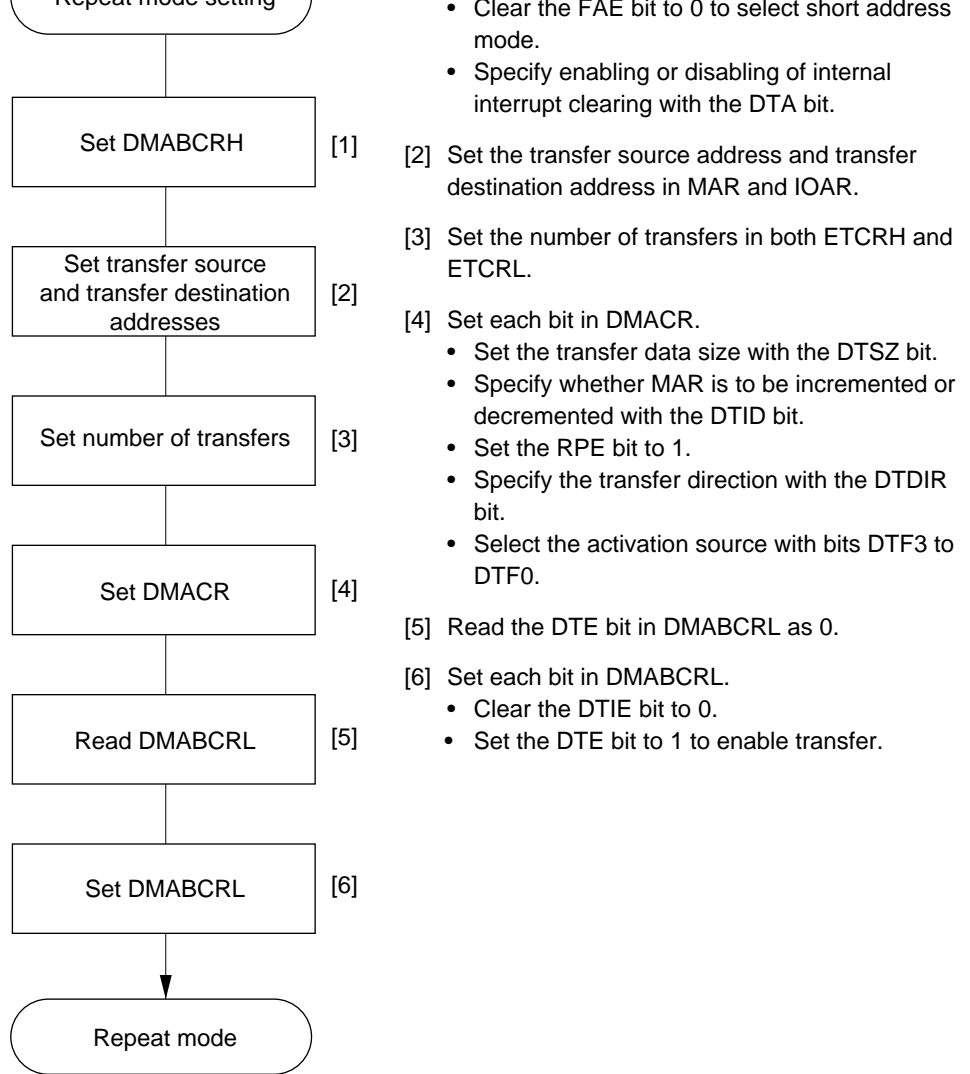 Repeat mode setting
Set DMABCRH
[1]
Set transfer source
and transfer destination
addresses
[2]
Set number of transfers
[3]
Set DMACR
[4]
Read DMABCRL
[5]
Set DMABCRL
[6]
Repeat mode
• Clear the FAE bit to 0 to select short address
mode.
• Specify enabling or disabling of internal
interrupt clearing with the DTA bit.
[2] Set the transfer source address and transfer
destination address in MAR and IOAR.
[3] Set the number of transfers in both ETCRH and
ETCRL.
[4] Set each bit in DMACR.
• Set the transfer data size with the DTSZ bit.
• Specify whether MAR is to be incremented or
decremented with the DTID bit.
• Set the RPE bit to 1.
• Specify the transfer direction with the DTDIR
bit.
• Select the activation source with bits DTF3 to
DTF0.
[5] Read the DTE bit in DMABCRL as 0.
[6] Set each bit in DMABCRL.
• Clear the DTIE bit to 0.
• Set the DTE bit to 1 to enable transfer.